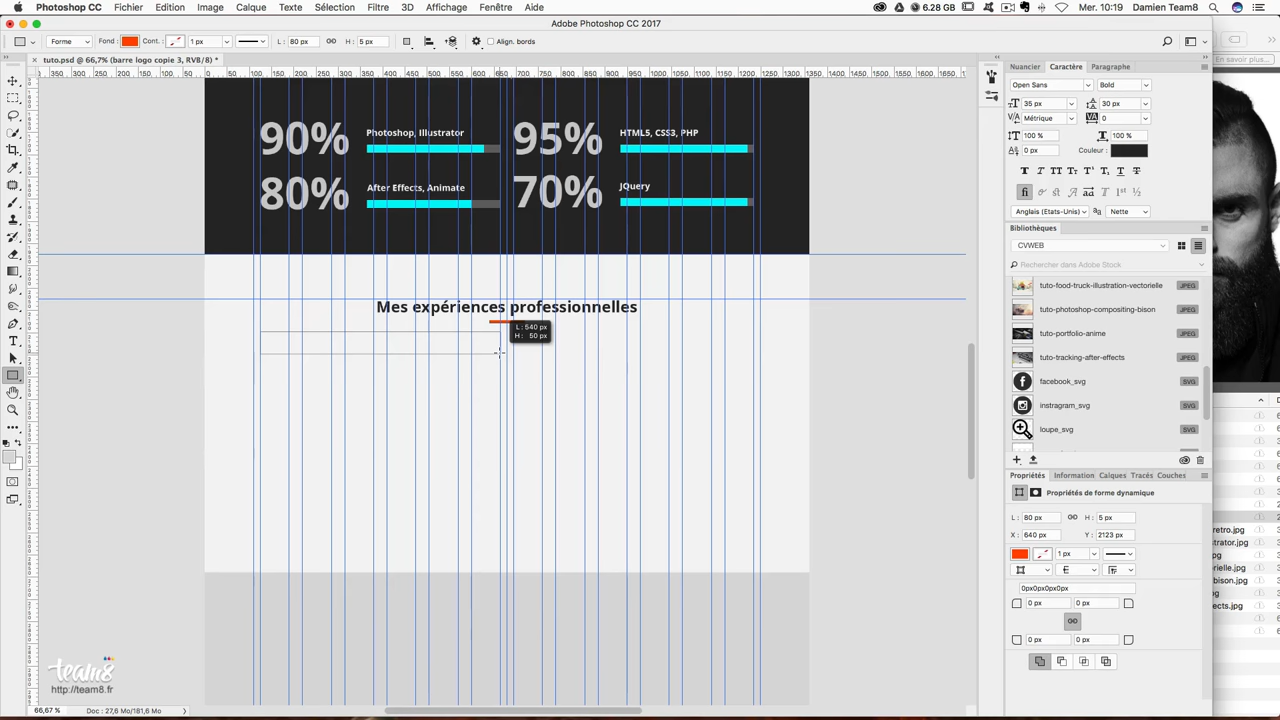 Photoshop CC Fichier Edition Image Calque Texte Sélection Filtre 3D Affichage Fenêtre Aide 6.28 GB Mer. 10:19 Damien Team8
Adobe Photoshop CC 2017
Forme Fond : Cont. : 1 px L : 80 px H : 5 px Align. bords
En savoir plus...
× tuto.psd @ 66,7% (barre logo copie 3, RVB/8) *
90% Photoshop, Illustrator 95% HTML5, CSS3, PHP
80% After Effects, Animate 70% JQuery
Mes expériences professionnelles
L : 540 px
H : 50 px
team8
http://team8.fr
66,67% Doc : 27,6 Mo/181,6 Mo
Nuancier Caractère Paragraphe
Open Sans Bold
35 px 30 px
Métrique 0
100 % 100 %
0 px Couleur :
Anglais (Etats-Unis) Nette
Bibliothèques
CVWEB
Rechercher dans Adobe Stock
tuto-food-truck-illustration-vectorielle JPEG
tuto-photoshop-compositing-bison JPEG
tuto-portfolio-anime JPEG
tuto-tracking-after-effects JPEG
facebook_svg SVG
instragram_svg SVG
loupe_svg SVG
Propriétés Information Calques Tracés Couches
Propriétés de forme dynamique
L : 80 px H : 5 px
X : 640 px Y : 2123 px
1 px
0px0px0px0px
0 px 0 px
0 px 0 px
retro.jpg
trator.jpg
jpg
rielle.jpg
bison.jpg
ects.jpg